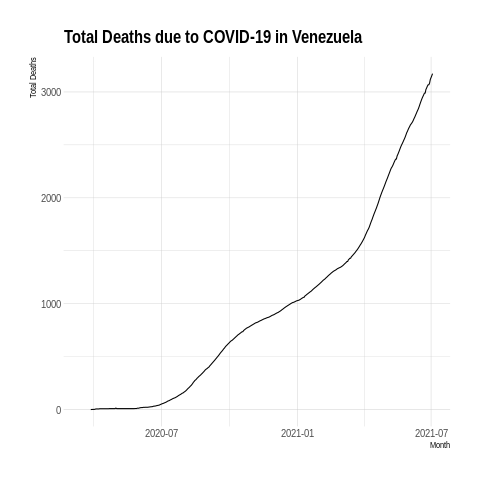 Total Deaths due to COVID-19 in Venezuela
Total Deaths
3000
2000
1000
0
2020-07
2021-01
2021-07
Month